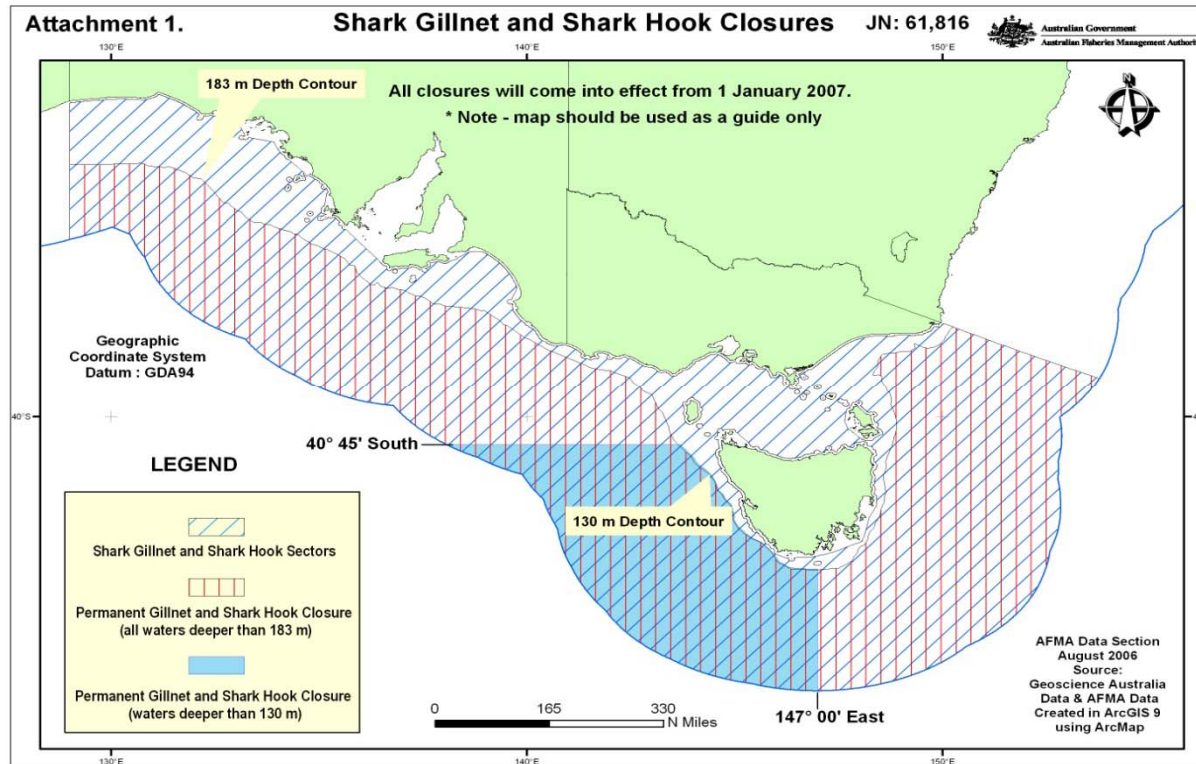 Attachment 1.
Shark Gillnet and Shark Hook Closures
JN: 61,816
Australian Government
Australian Fisheries Management Authority
130°E
140°E
150°E
183 m Depth Contour
All closures will come into effect from 1 January 2007.
* Note - map should be used as a guide only
N
Geographic
Coordinate System
Datum : GDA94
40°S
40° 45' South
LEGEND
130 m Depth Contour
Shark Gillnet and Shark Hook Sectors
Permanent Gillnet and Shark Hook Closure
(all waters deeper than 183 m)
Permanent Gillnet and Shark Hook Closure
(waters deeper than 130 m)
0 165 330
N Miles
147° 00' East
AFMA Data Section
August 2006
Source:
Geoscience Australia
Data & AFMA Data
Created in ArcGIS 9
using ArcMap
130°E
140°E
150°E